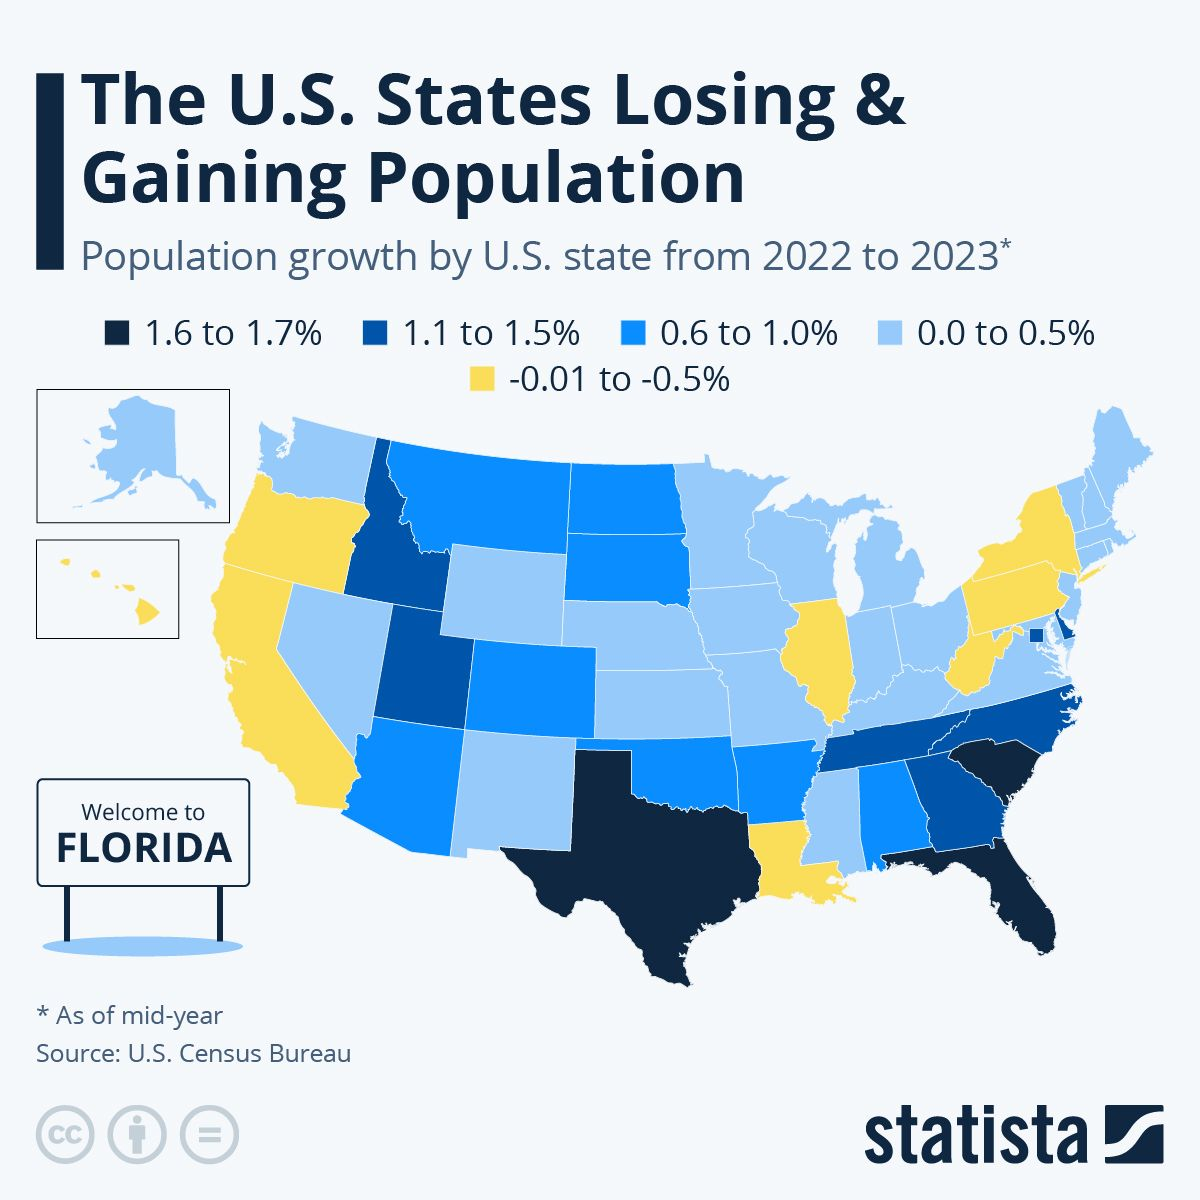 The U.S. States Losing &
Gaining Population
Population growth by U.S. state from 2022 to 2023*
1.6 to 1.7% 1.1 to 1.5% 0.6 to 1.0% 0.0 to 0.5%
-0.01 to -0.5%
Welcome to
FLORIDA
* As of mid-year
Source: U.S. Census Bureau
cc
statista